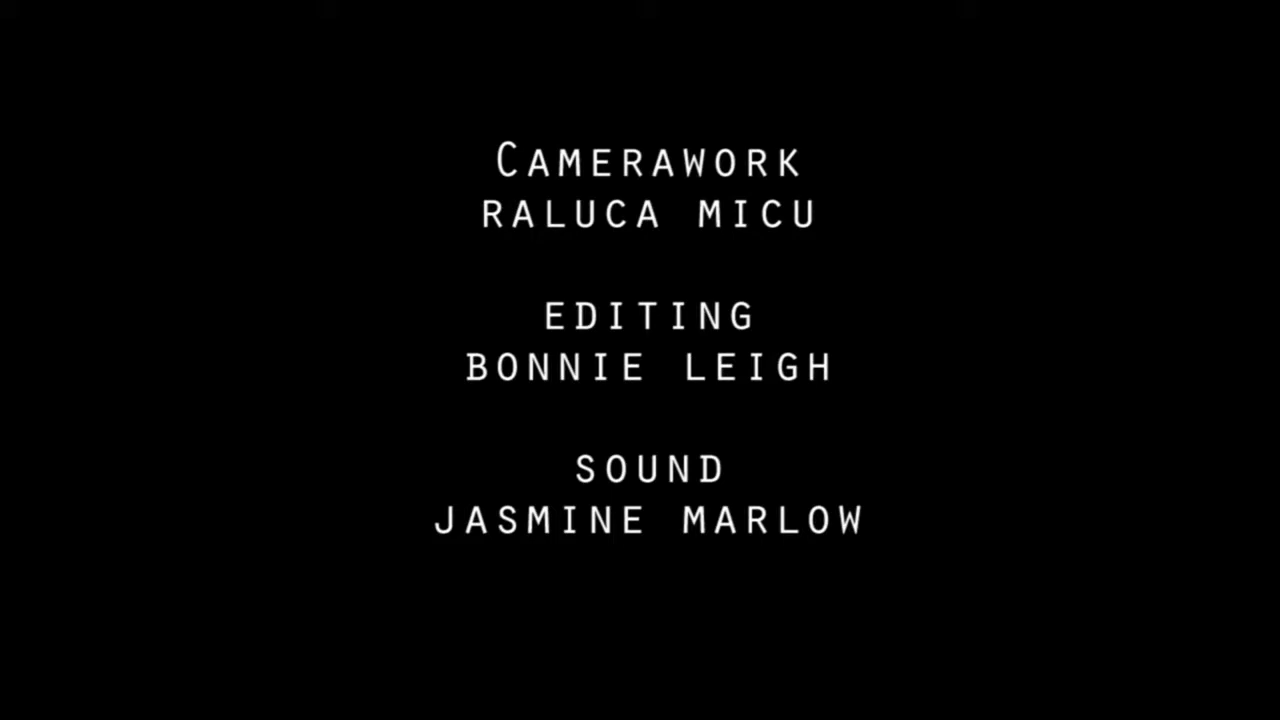 Camerawork
RALUCA MICU
EDITING
BONNIE LEIGH
SOUND
JASMINE MARLOW